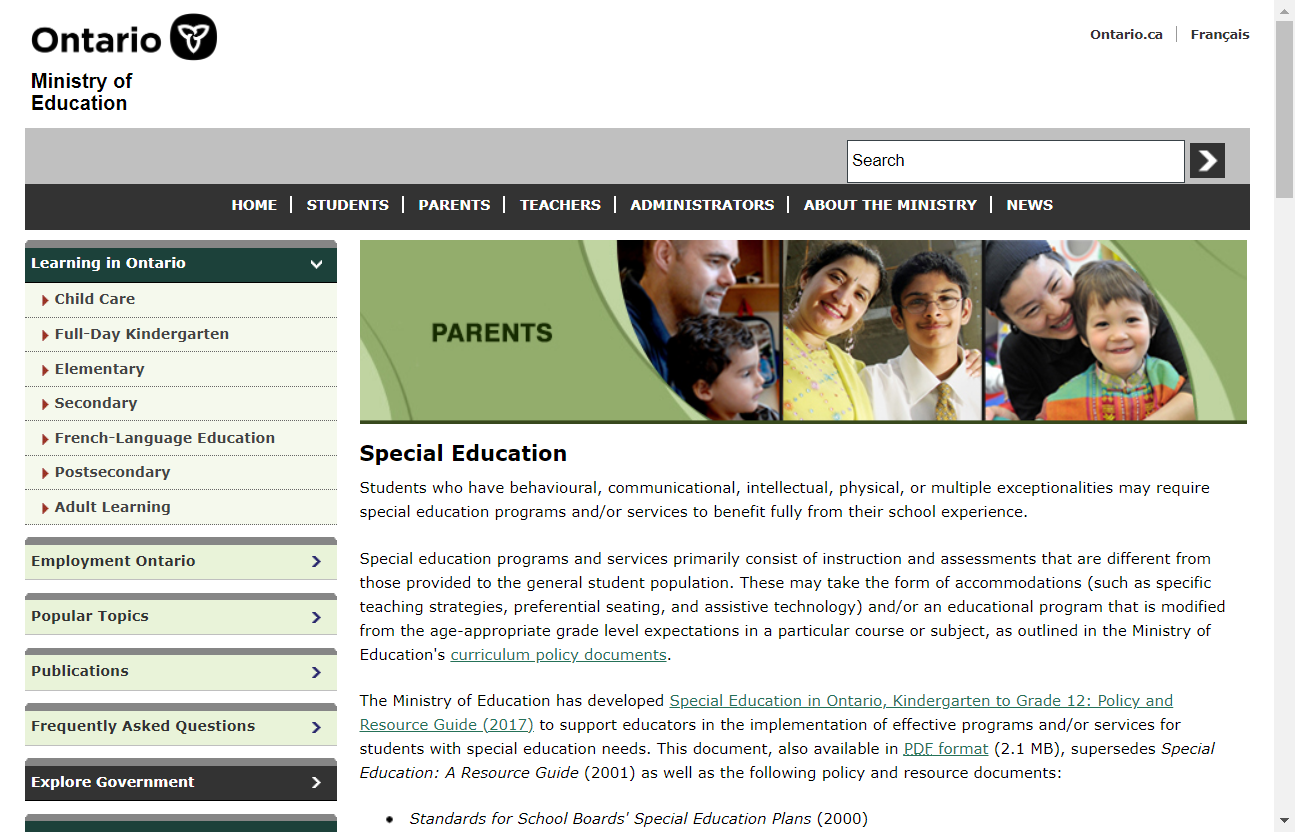 Ontario
Ministry of
Education
Ontario.ca | Français
Search
HOME | STUDENTS | PARENTS | TEACHERS | ADMINISTRATORS | ABOUT THE MINISTRY | NEWS
Learning in Ontario
Child Care
Full-Day Kindergarten
Elementary
Secondary
French-Language Education
Postsecondary
Adult Learning
Employment Ontario
Popular Topics
Publications
Frequently Asked Questions
Explore Government
PARENTS
Special Education
Students who have behavioural, communicational, intellectual, physical, or multiple exceptionalities may require
special education programs and/or services to benefit fully from their school experience.
Special education programs and services primarily consist of instruction and assessments that are different from
those provided to the general student population. These may take the form of accommodations (such as specific
teaching strategies, preferential seating, and assistive technology) and/or an educational program that is modified
from the age-appropriate grade level expectations in a particular course or subject, as outlined in the Ministry of
Education's curriculum policy documents.
The Ministry of Education has developed Special Education in Ontario, Kindergarten to Grade 12: Policy and
Resource Guide (2017) to support educators in the implementation of effective programs and/or services for
students with special education needs. This document, also available in PDF format (2.1 MB), supersedes Special
Education: A Resource Guide (2001) as well as the following policy and resource documents:
• Standards for School Boards' Special Education Plans (2000)